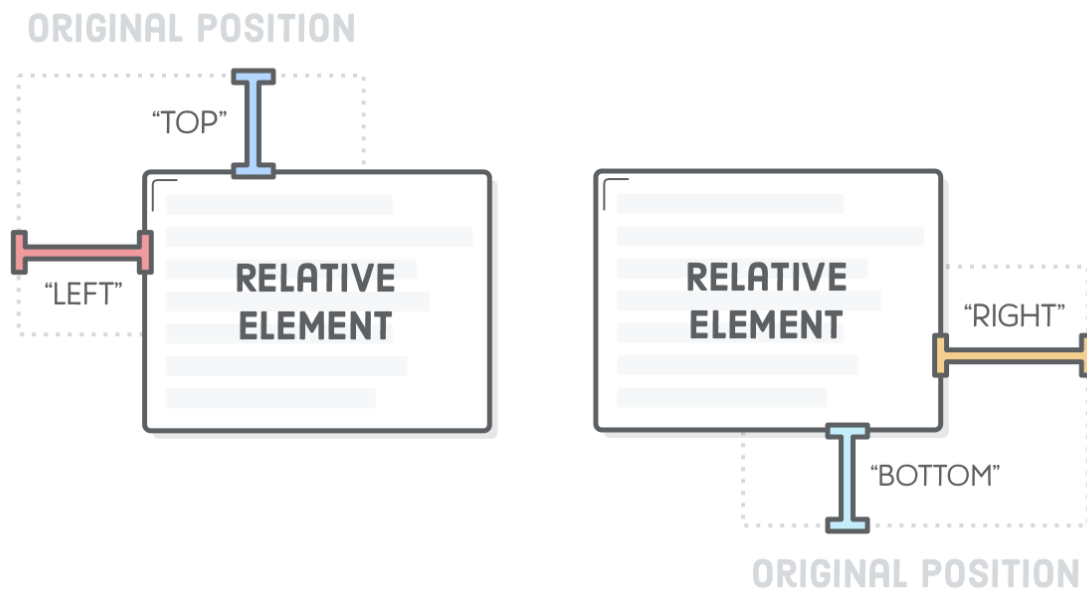 ORIGINAL POSITION
“TOP”
“LEFT”
RELATIVE
ELEMENT
RELATIVE
ELEMENT
“RIGHT”
“BOTTOM”
ORIGINAL POSITION